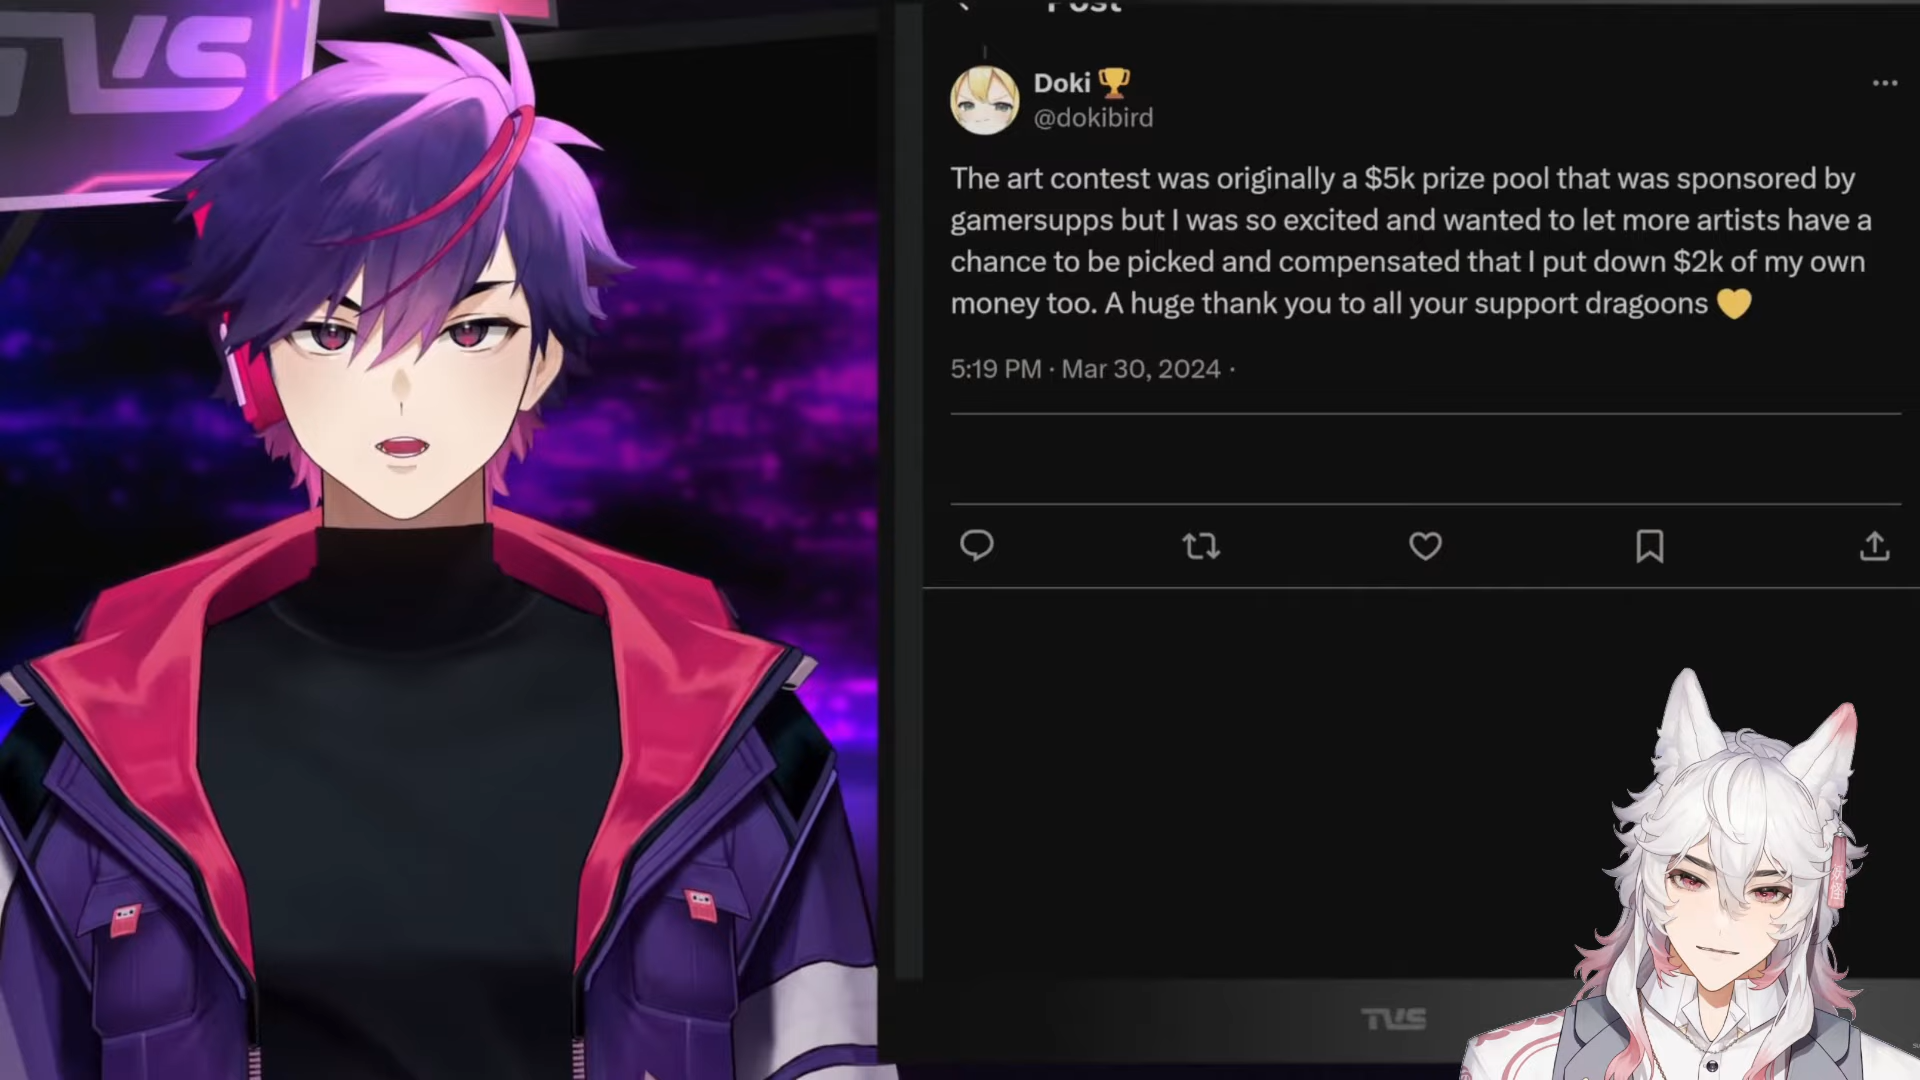 TVS
Post
Doki 🏆
@dokibird
The art contest was originally a $5k prize pool that was sponsored by
gamersupps but I was so excited and wanted to let more artists have a
chance to be picked and compensated that I put down $2k of my own
money too. A huge thank you to all your support dragoons 💛
5:19 PM · Mar 30, 2024 ·
TVS